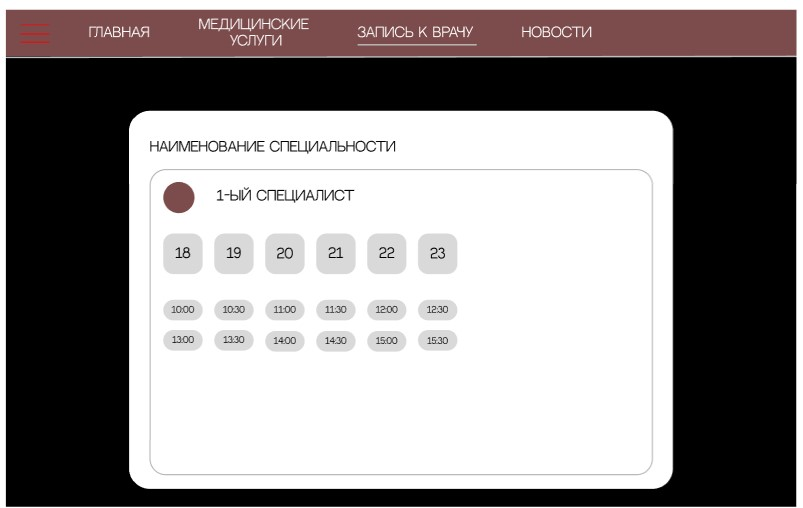 ГЛАВНАЯ
МЕДИЦИНСКИЕ
УСЛУГИ
ЗАПИСЬ К ВРАЧУ
НОВОСТИ
НАИМЕНОВАНИЕ СПЕЦИАЛЬНОСТИ
1-ЫЙ СПЕЦИАЛИСТ
18 19 20 21 22 23
10:00 10:30 11:00 11:30 12:00 12:30
13:00 13:30 14:00 14:30 15:00 15:30